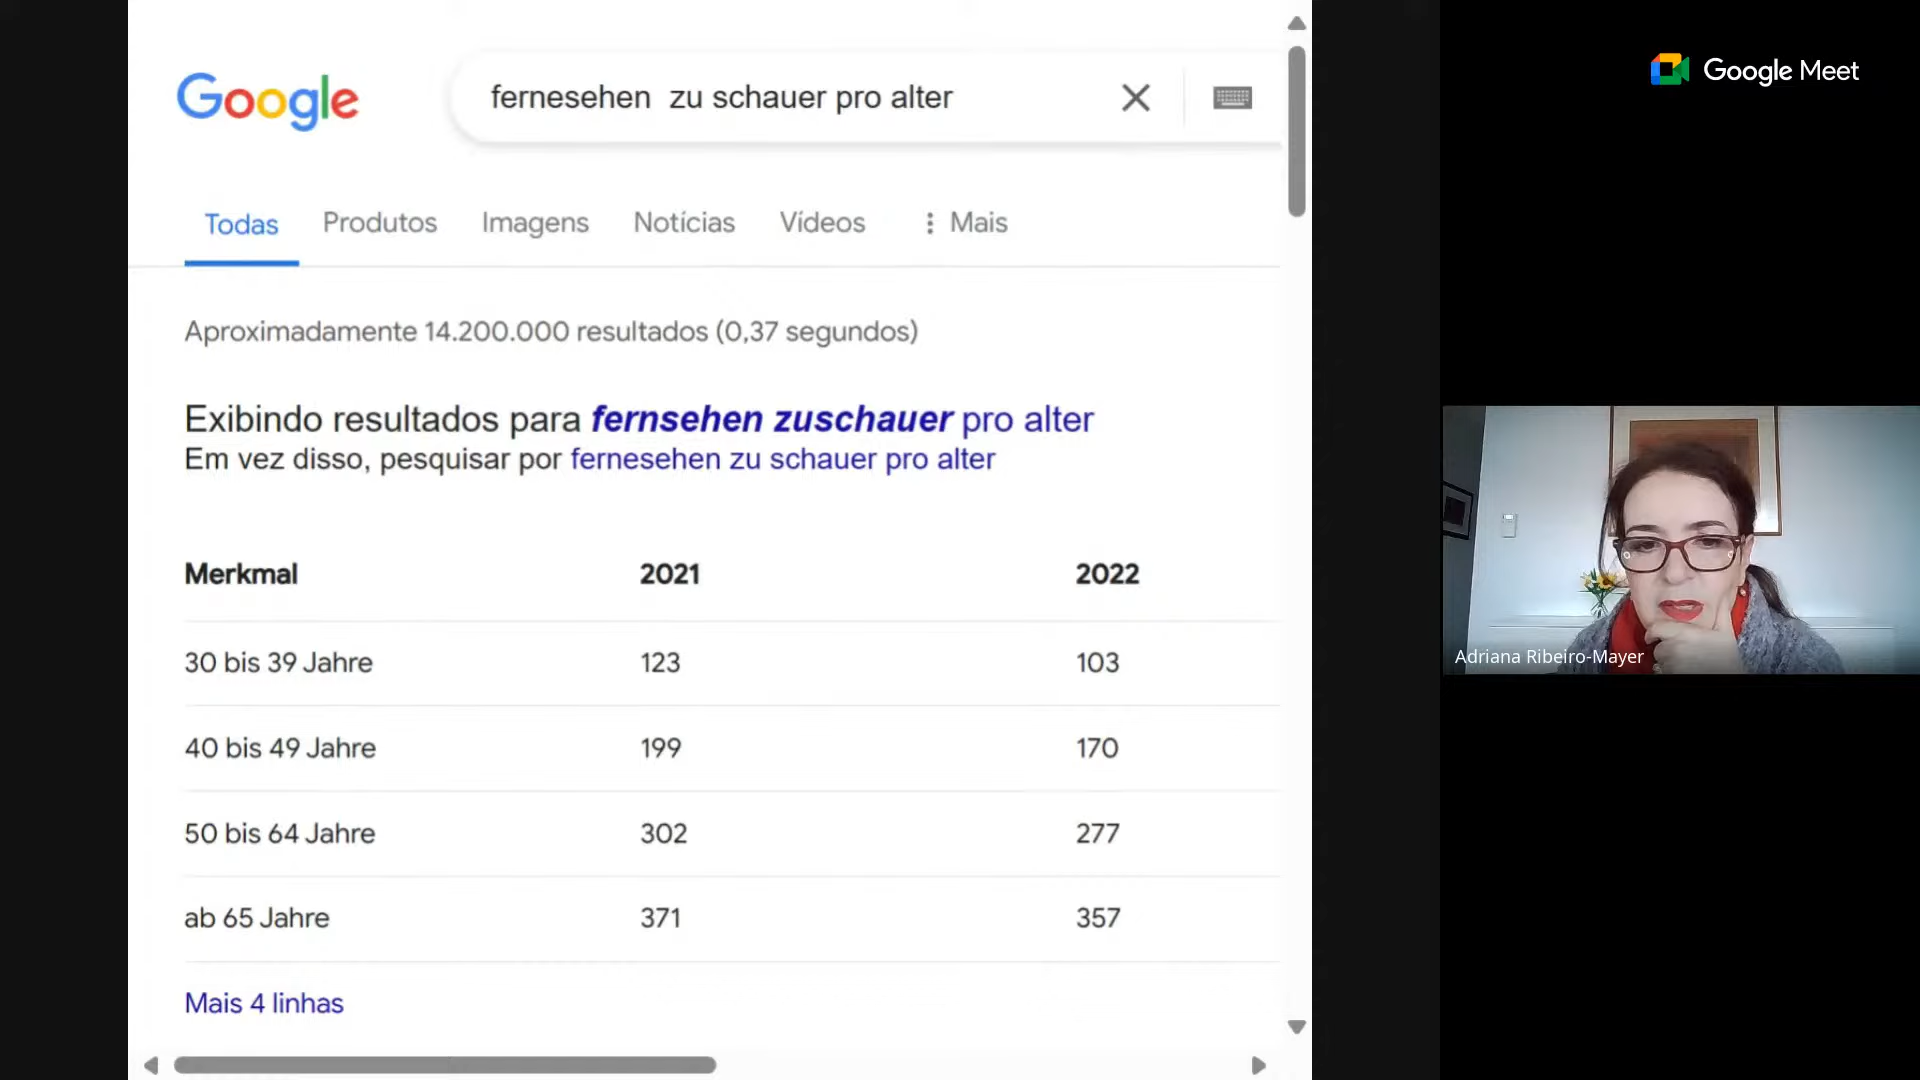 Google
fernesehen  zu schauer pro alter
Todas
Produtos
Imagens
Notícias
Vídeos
Mais
Aproximadamente 14.200.000 resultados (0,37 segundos)
Exibindo resultados para fernsehen zuschauer pro alter
Em vez disso, pesquisar por fernesehen zu schauer pro alter
Merkmal 2021 2022
30 bis 39 Jahre 123 103
40 bis 49 Jahre 199 170
50 bis 64 Jahre 302 277
ab 65 Jahre 371 357
Mais 4 linhas
Google Meet
Adriana Ribeiro-Mayer